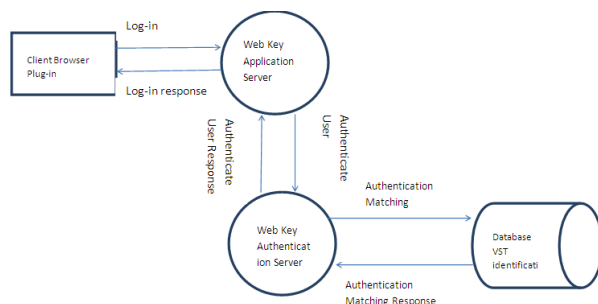 Log-in
Client Browser
Plug-in
Web Key
Application
Server
Log-in response
Authenticate
User Response
Authenticate
User
Authentication
Matching
Web Key
Authenticat
ion Server
Database
VST
identificati
Authentication
Matching Response